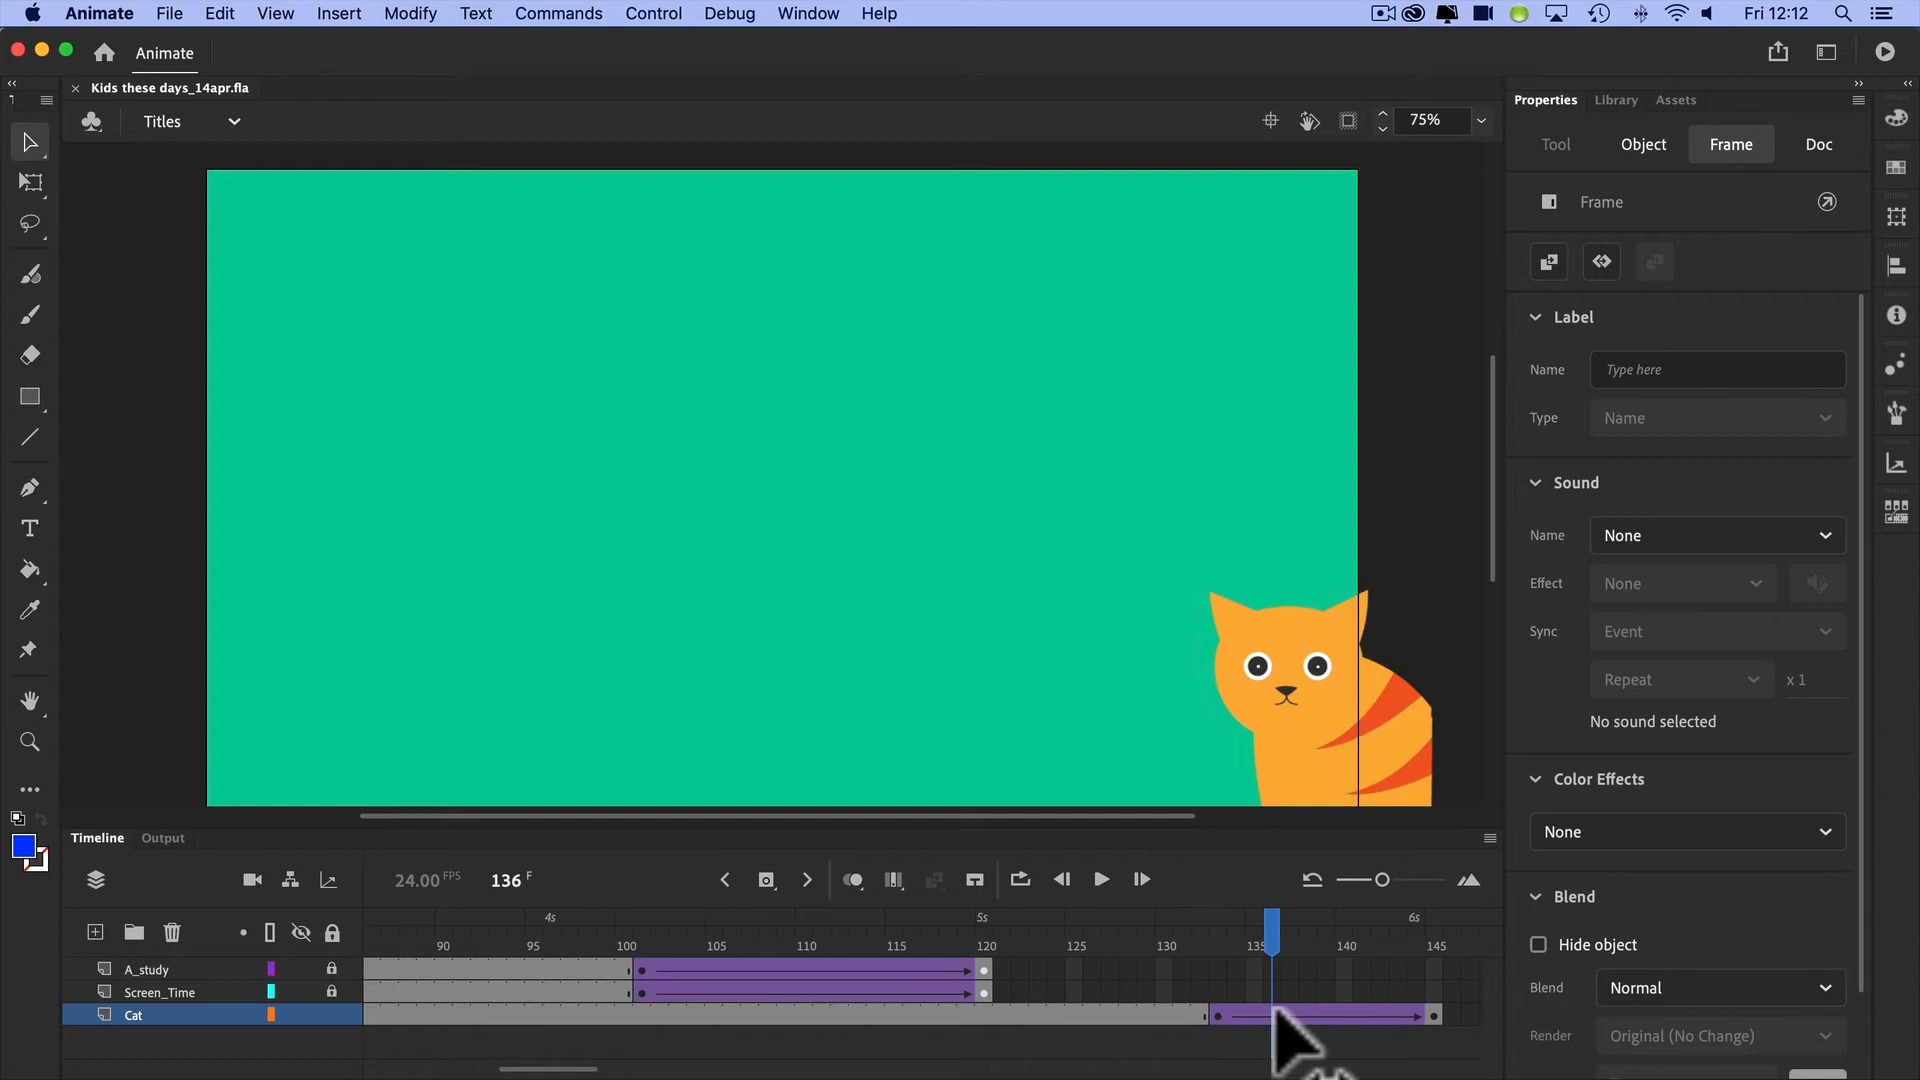 Animate File Edit View Insert Modify Text Commands Control Debug Window Help Fri 12:12
Animate
Kids these days_14apr.fla
Titles 75%
Properties Library Assets
Tool Object Frame Doc
Frame
Label
Name Type here
Type Name
Sound
Name None
Effect None
Sync Event
Repeat x 1
No sound selected
Color Effects
None
Blend
Hide object
Blend Normal
Render Original (No Change)
Timeline Output
24.00 FPS 136 F
4s 5s 6s
90 95 100 105 110 115 120 125 130 135 140 145
A_study
Screen_Time
Cat